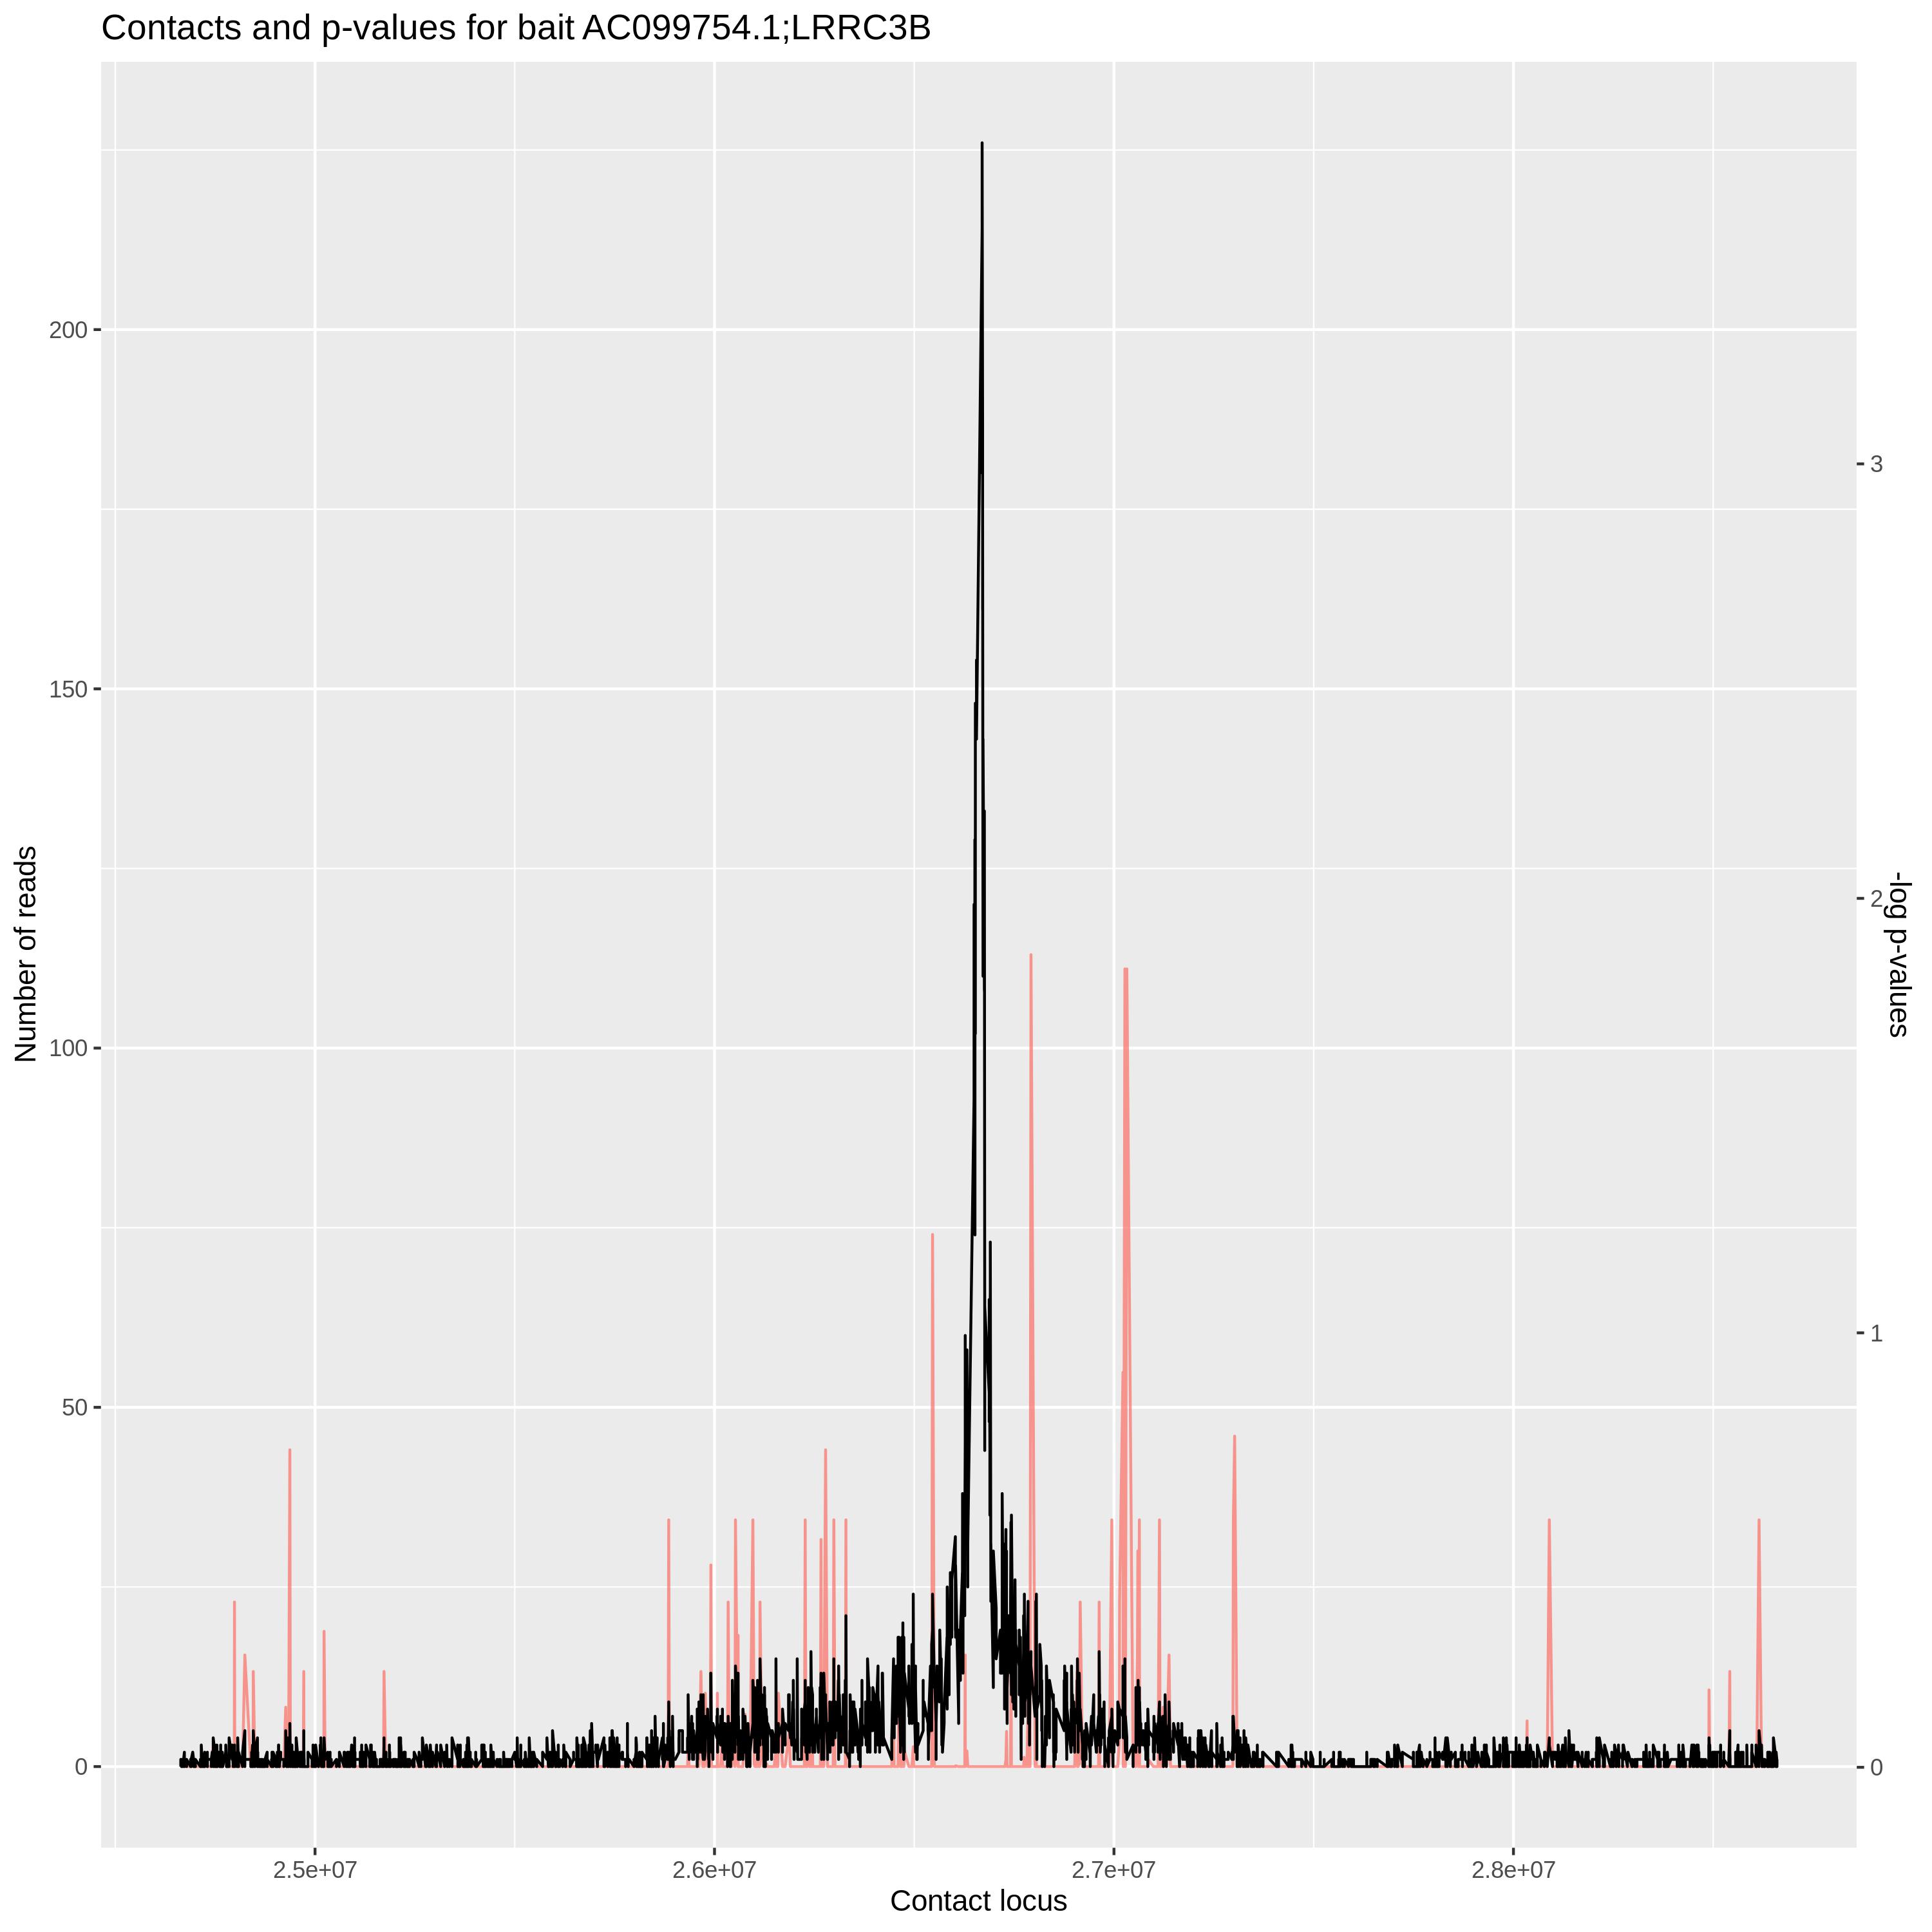 Contacts and p-values for bait AC099754.1;LRRC3B
Number of reads
200
150
100
50
0
3
2
1
0
-log p-values
2.5e+07
2.6e+07
2.7e+07
2.8e+07
Contact locus